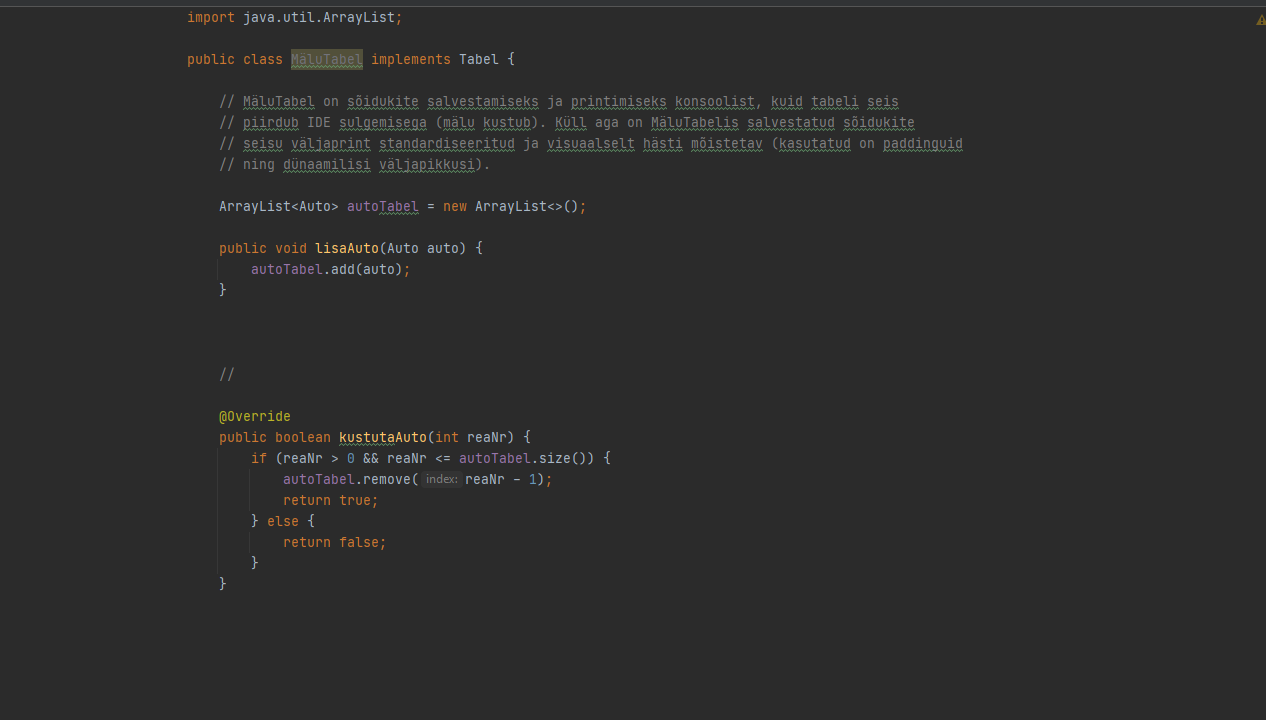 import java.util.ArrayList;
public class MäluTabel implements Tabel {
// MäluTabel on sõidukite salvestamiseks ja printimiseks konsoolist, kuid tabeli seis
// piirdub IDE sulgemisega (mälu kustub). Küll aga on MäluTabelis salvestatud sõidukite
// seisu väljaprint standardiseeritud ja visuaalselt hästi mõistetav (kasutatud on paddinguid
// ning dünaamilisi väljapikkusi).
ArrayList<Auto> autoTabel = new ArrayList<>();
public void lisaAuto(Auto auto) {
autoTabel.add(auto);
}
//
@Override
public boolean kustutaAuto(int reaNr) {
if (reaNr > 0 && reaNr <= autoTabel.size()) {
autoTabel.remove( index: reaNr - 1);
return true;
} else {
return false;
}
}